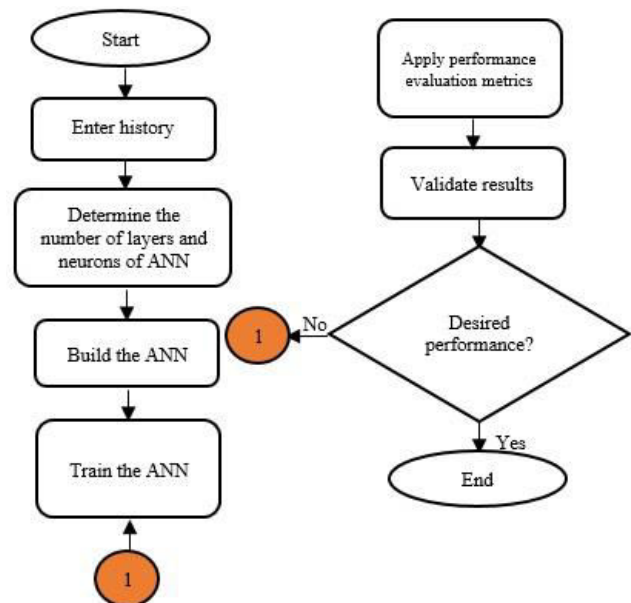 Start
Enter history
Determine the
number of layers and
neurons of ANN
Build the ANN
Train the ANN
1
Apply performance
evaluation metrics
Validate results
Desired
performance?
No
1
Yes
End